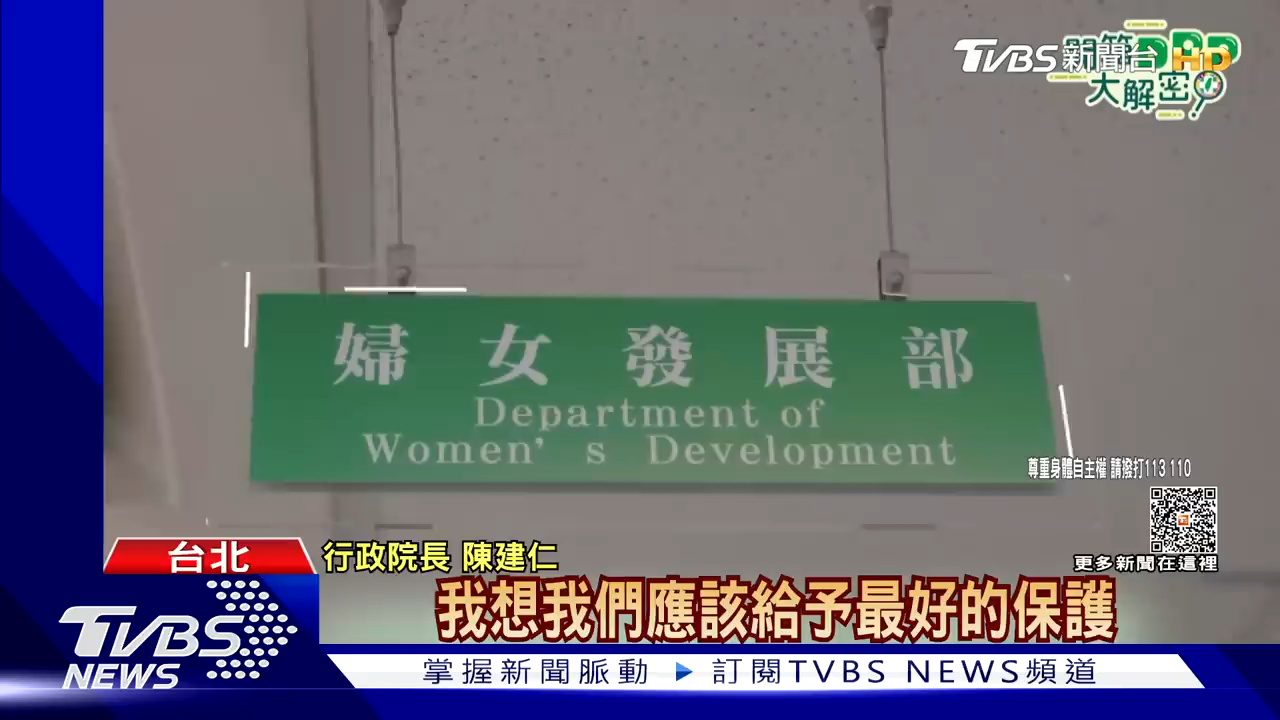 TVBS新聞台
HD
大解密
婦女發展部
Department of
Women's Development
尊重身體自主權 請撥打113 110
更多新聞在這裡
台北
行政院長 陳建仁
我想我們應該給予最好的保護
TVBS
NEWS
掌握新聞脈動 ▶ 訂閱TVBS NEWS頻道